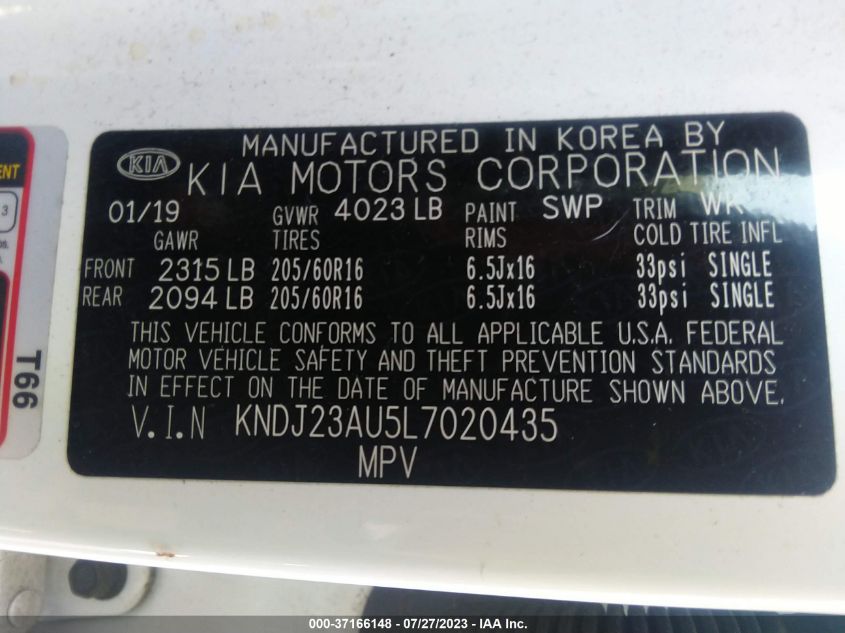 MANUFACTURED IN KOREA BY
KIA KIA MOTORS CORPORATION
01/19 GVWR 4023 LB PAINT SWP TRIM
GAWR TIRES RIMS COLD TIRE INFL
FRONT 2315 LB 205/60R16 6.5Jx16 33psi SINGLE
REAR 2094 LB 205/60R16 6.5Jx16 33psi SINGLE
THIS VEHICLE CONFORMS TO ALL APPLICABLE U.S.A. FEDERAL
MOTOR VEHICLE SAFETY AND THEFT PREVENTION STANDARDS
IN EFFECT ON THE DATE OF MANUFACTURE SHOWN ABOVE.
V.I.N KNDJ23AU5L7020435
MPV
T66
000-37166148 - 07/27/2023 - IAA Inc.